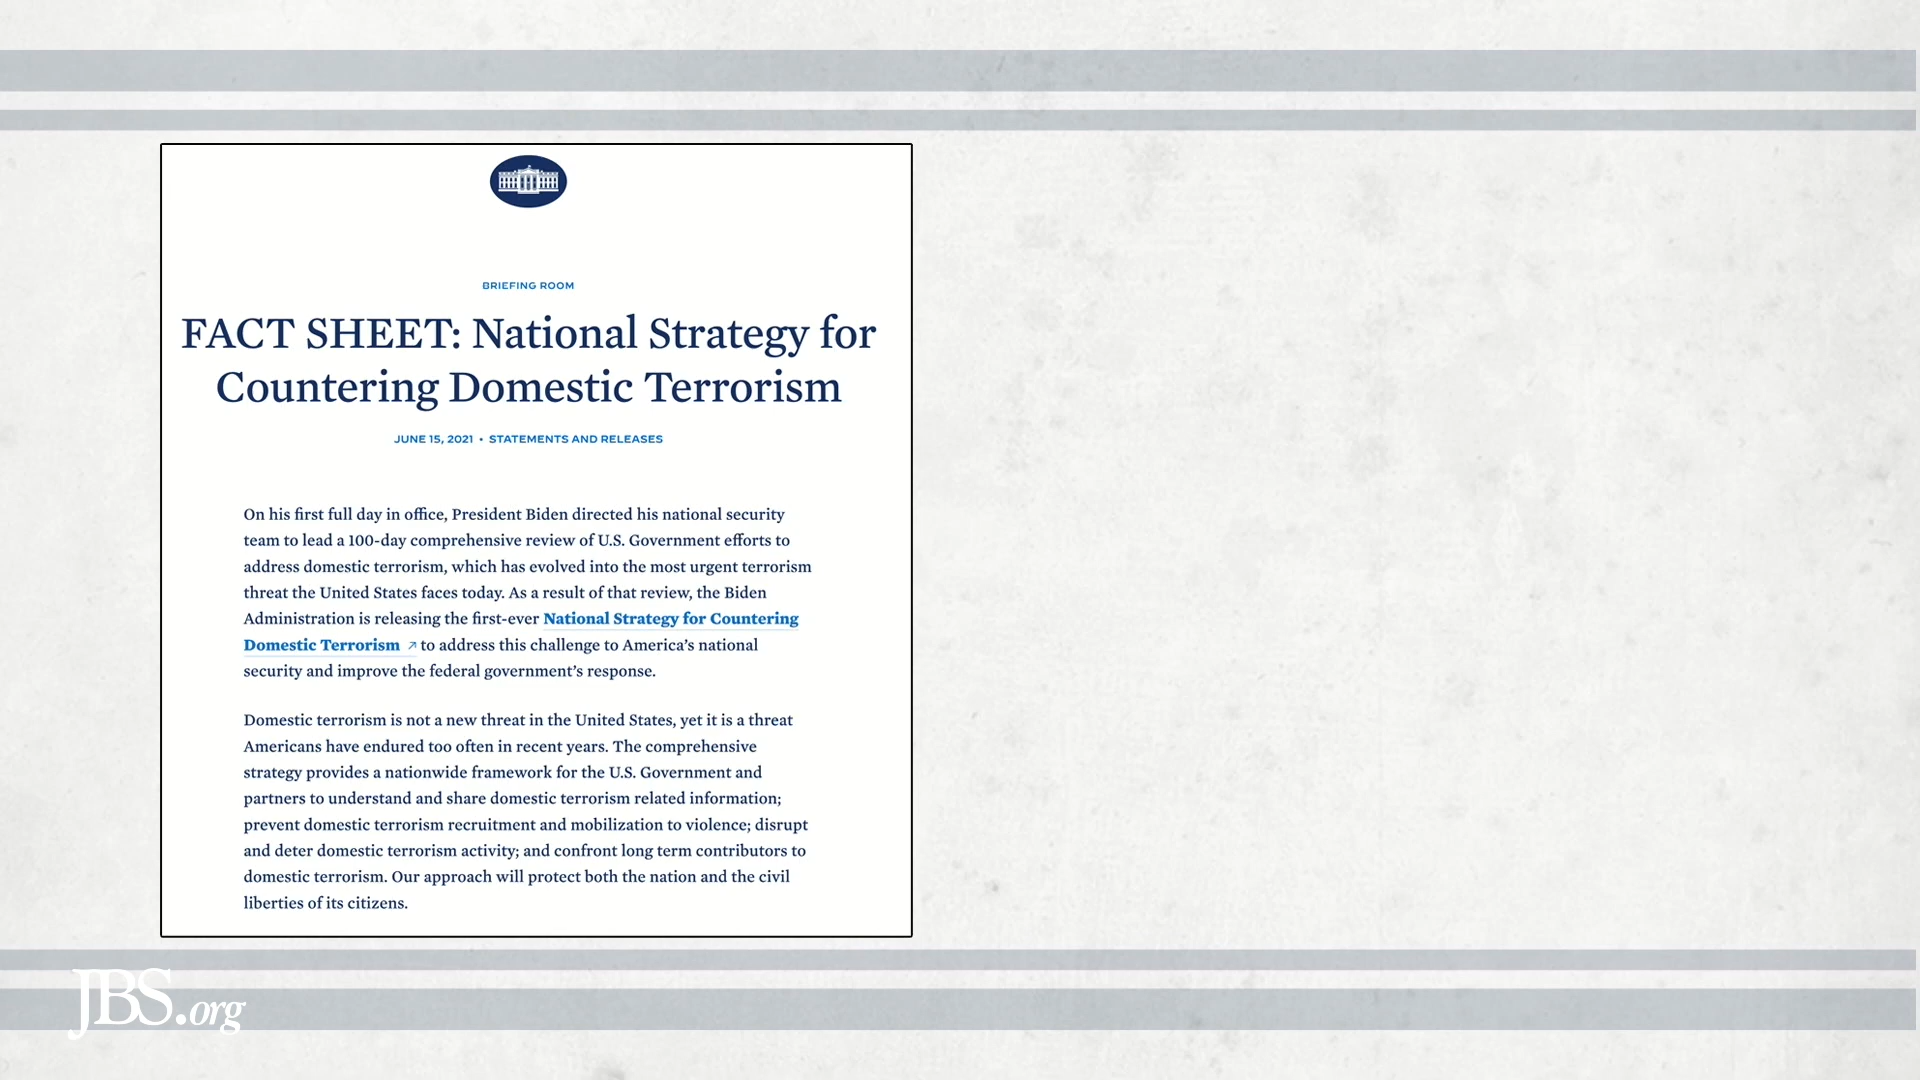 BRIEFING ROOM
FACT SHEET: National Strategy for
Countering Domestic Terrorism
JUNE 15, 2021 • STATEMENTS AND RELEASES
On his first full day in office, President Biden directed his national security
team to lead a 100-day comprehensive review of U.S. Government efforts to
address domestic terrorism, which has evolved into the most urgent terrorism
threat the United States faces today. As a result of that review, the Biden
Administration is releasing the first-ever National Strategy for Countering
Domestic Terrorism ↗ to address this challenge to America’s national
security and improve the federal government’s response.
Domestic terrorism is not a new threat in the United States, yet it is a threat
Americans have endured too often in recent years. The comprehensive
strategy provides a nationwide framework for the U.S. Government and
partners to understand and share domestic terrorism related information;
prevent domestic terrorism recruitment and mobilization to violence; disrupt
and deter domestic terrorism activity; and confront long term contributors to
domestic terrorism. Our approach will protect both the nation and the civil
liberties of its citizens.
JBS.org